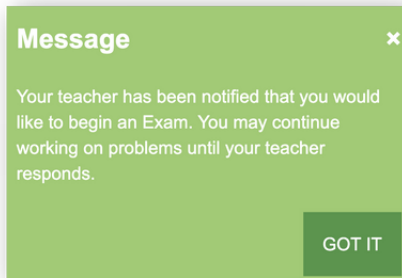 Message
×
Your teacher has been notified that you would
like to begin an Exam. You may continue
working on problems until your teacher
responds.
GOT IT